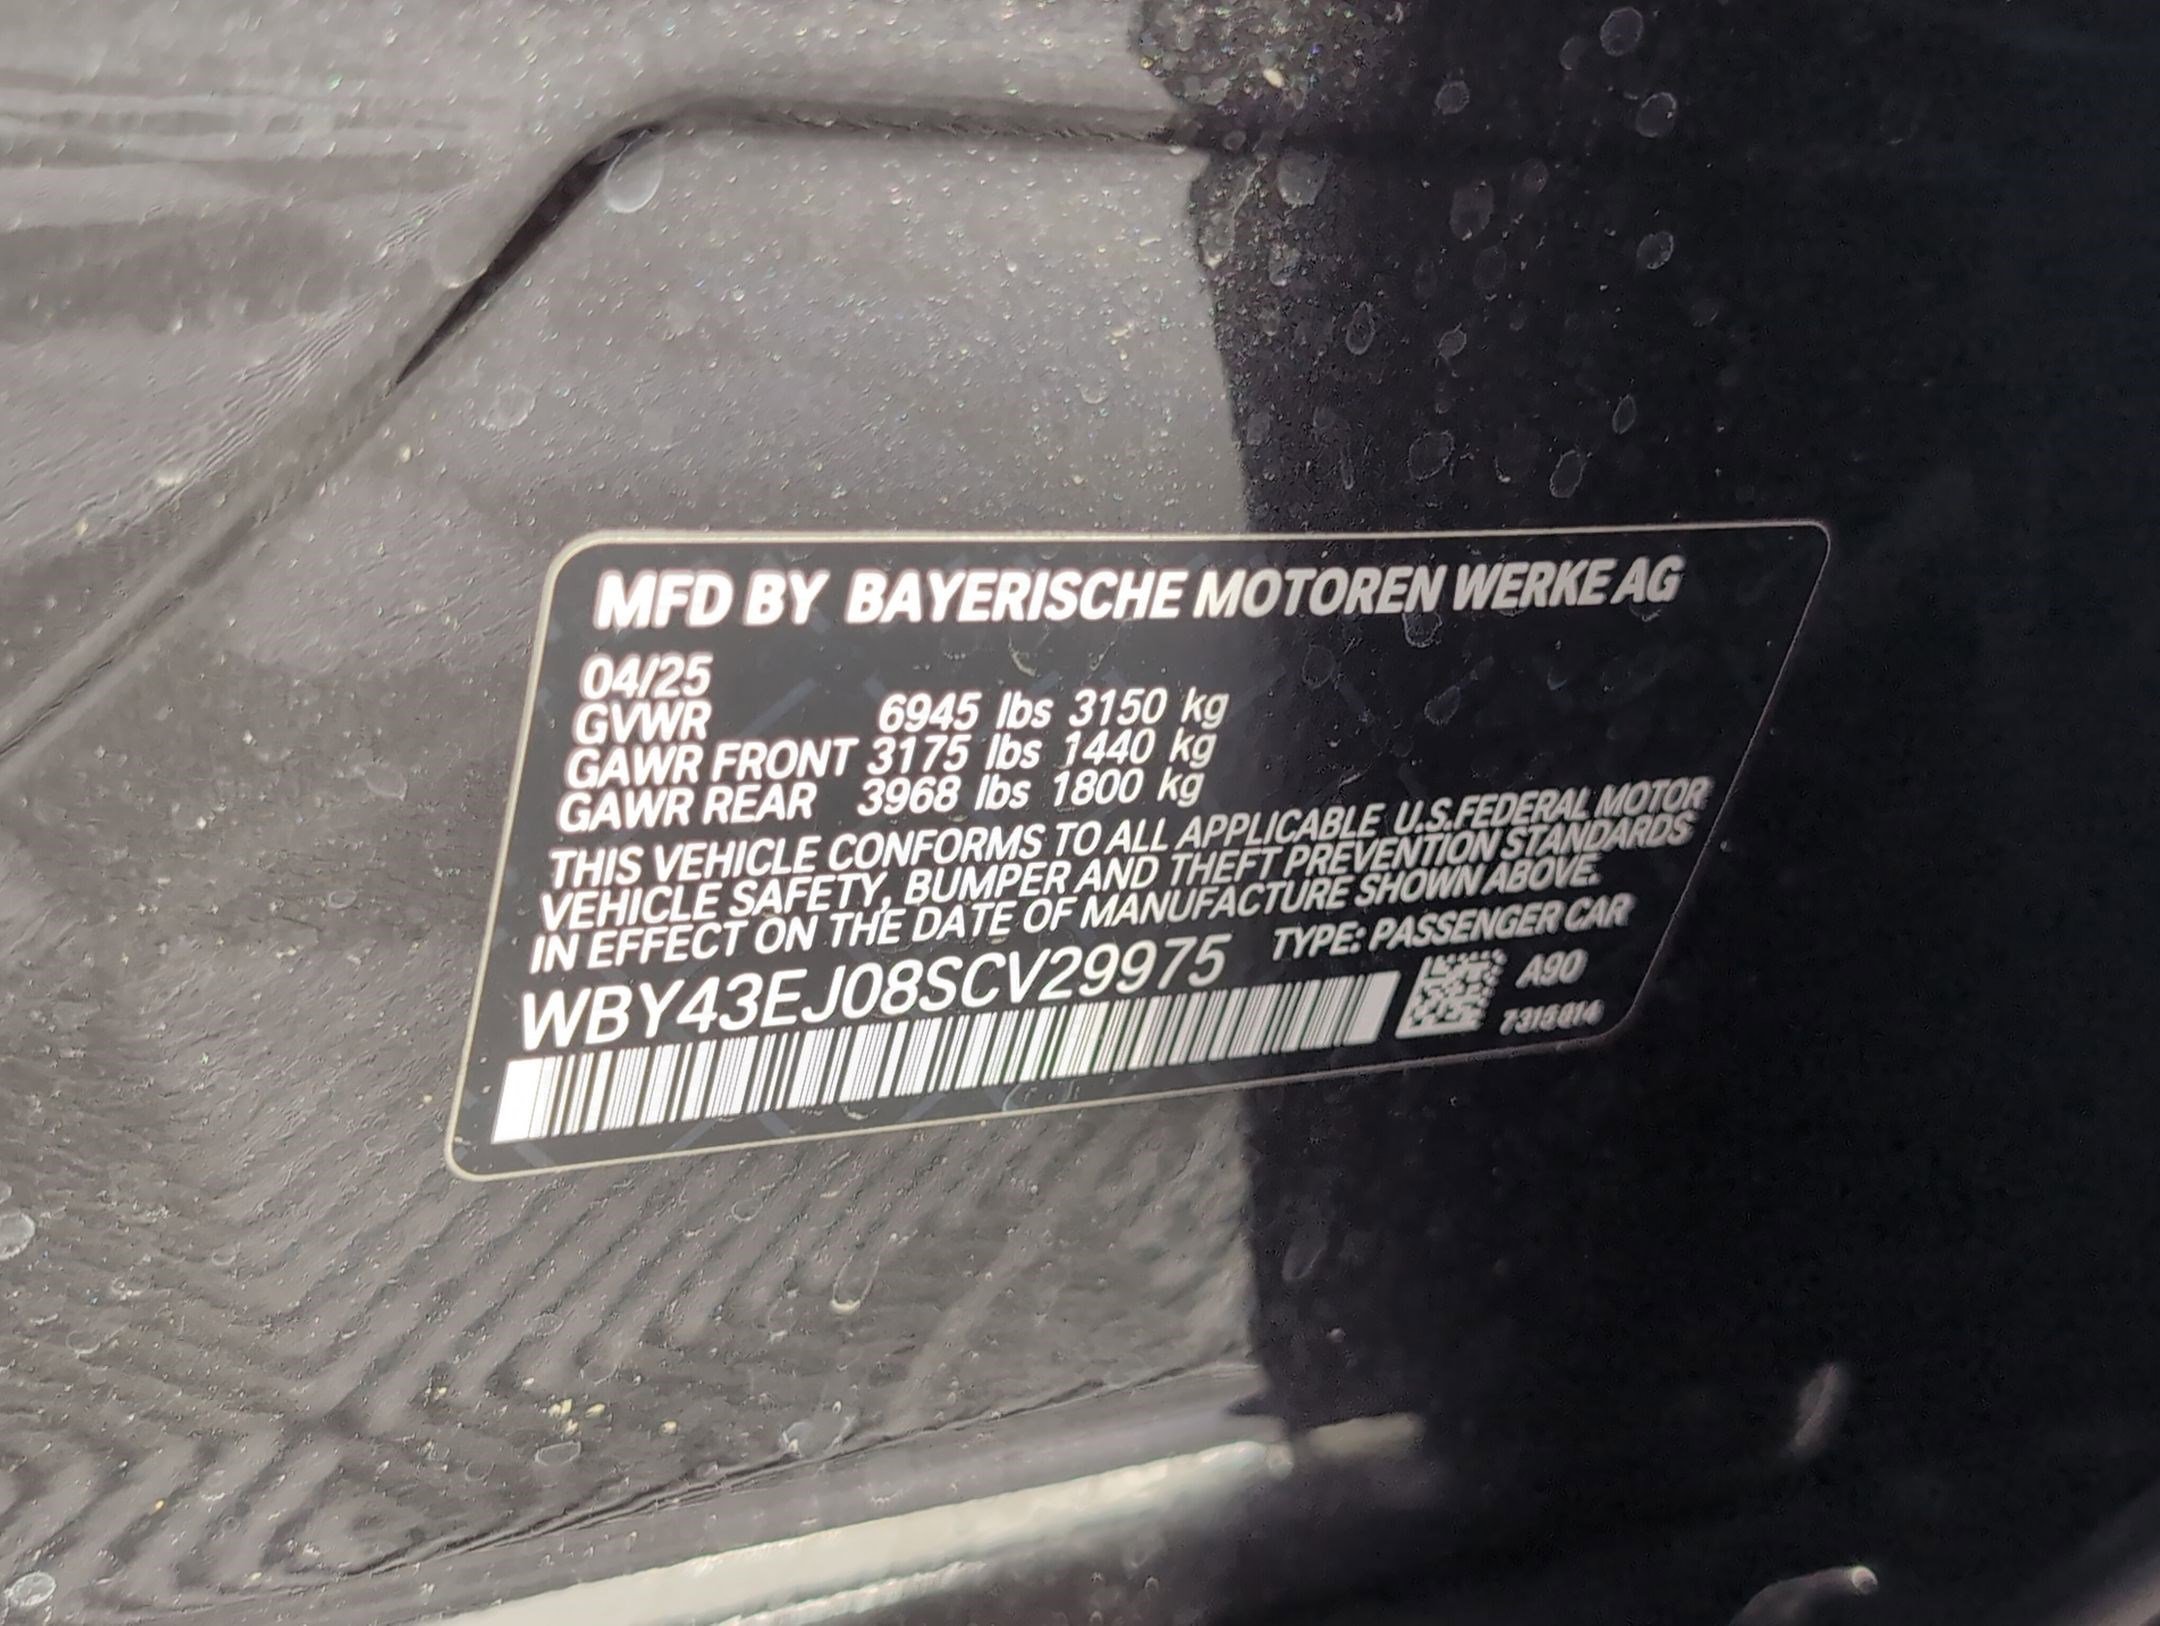 MFD BY BAYERISCHE MOTOREN WERKE AG
04/25
GVWR 6945 lbs 3150 kg
GAWR FRONT 3175 lbs 1440 kg
GAWR REAR 3968 lbs 1800 kg
THIS VEHICLE CONFORMS TO ALL APPLICABLE U.S.FEDERAL MOTOR
VEHICLE SAFETY, BUMPER AND THEFT PREVENTION STANDARDS
IN EFFECT ON THE DATE OF MANUFACTURE SHOWN ABOVE.
TYPE: PASSENGER CAR
WBY43EJ08SCV29975
A90